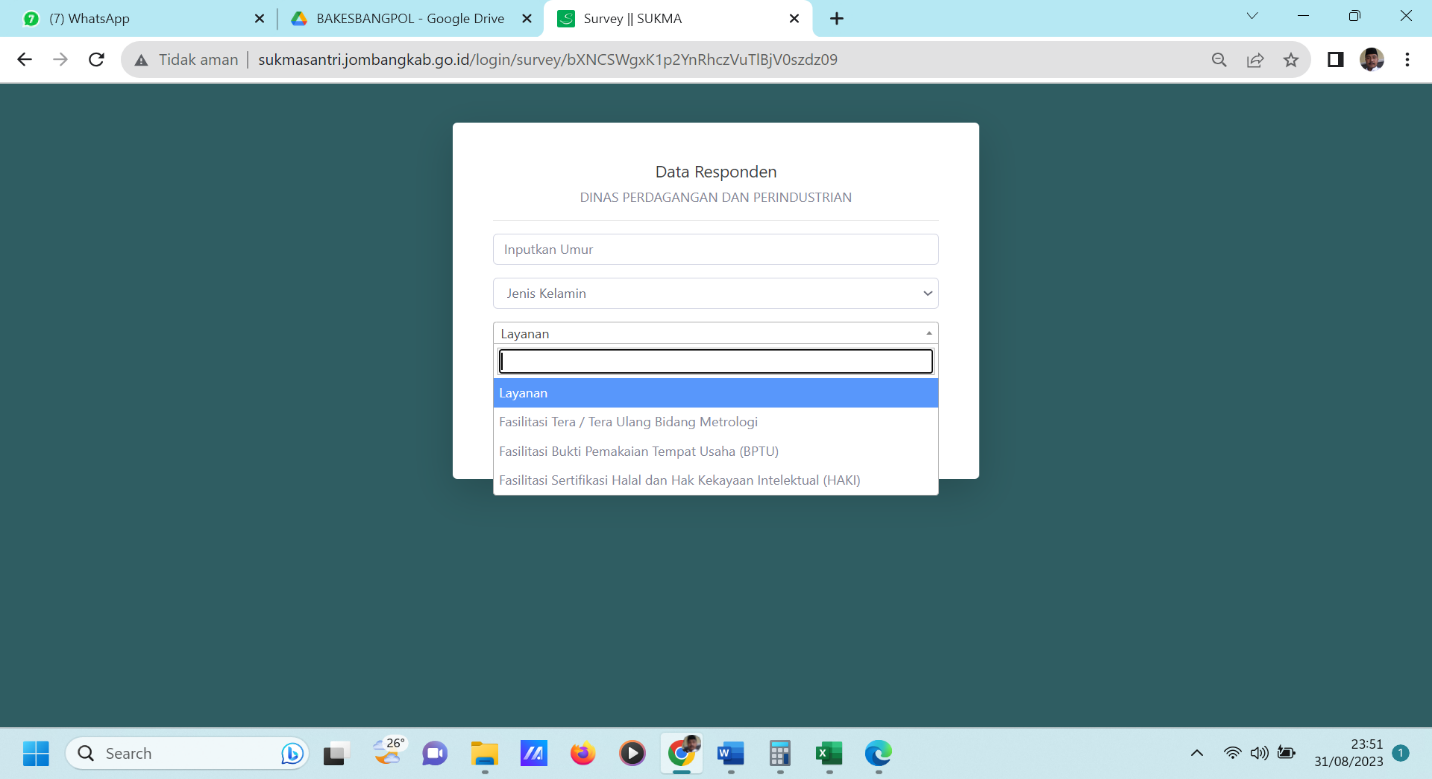 (7) WhatsApp
BAKESBANGPOL - Google Drive
Survey || SUKMA
Tidak aman
sukmasantri.jombangkab.go.id/login/survey/bXNCSWgxK1p2YnRhczVuTlBjV0szdz09
Data Responden
DINAS PERDAGANGAN DAN PERINDUSTRIAN
Inputkan Umur
Jenis Kelamin
Layanan
Layanan
Fasilitasi Tera / Tera Ulang Bidang Metrologi
Fasilitasi Bukti Pemakaian Tempat Usaha (BPTU)
Fasilitasi Sertifikasi Halal dan Hak Kekayaan Intelektual (HAKI)
Search
26°
23:51
31/08/2023
1